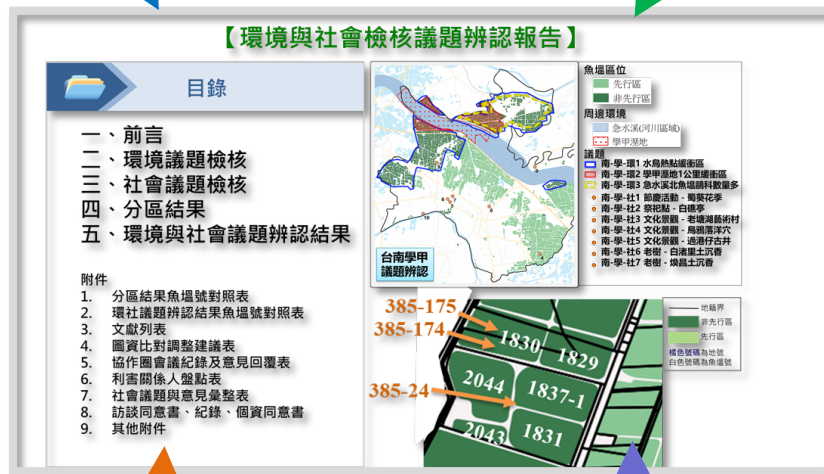 【環境與社會檢核議題辨認報告】
目錄
一、前言
二、環境議題檢核
三、社會議題檢核
四、分區結果
五、環境與社會議題辨認結果
附件
1. 分區結果魚塭號對照表
2. 環社議題辨認結果魚塭號對照表
3. 文獻列表
4. 圖資比對調整建議表
5. 協作圈會議紀錄及意見回覆表
6. 利害關係人盤點表
7. 社會議題與意見彙整表
8. 訪談同意書、紀錄、個資同意書
9. 其他附件
台南學甲
議題辨認
魚塭區位
先行區
非先行區
周邊環境
急水溪(河川區域)
學甲溼地
議題
南-學-環1 水鳥熱點緩衝區
南-學-環2 學甲溼地1公里緩衝區
南-學-環3 急水溪北魚塭鷗科數量多
南-學-社1 節慶活動 - 蜀葵花季
南-學-社2 祭祀點 - 白礁亭
南-學-社3 文化景觀 - 老塘湖藝術村
南-學-社4 文化景觀 - 烏鴉落洋穴
南-學-社5 文化景觀 - 過港仔古井
南-學-社6 老樹 - 白渚里土沉香
南-學-社7 老樹 - 煥昌土沉香
385-175
385-174
385-24
1830
1829
2044
1837-1
2043
1831
地籍界
非先行區
先行區
橘色號碼為地號
白色號碼為魚塭號